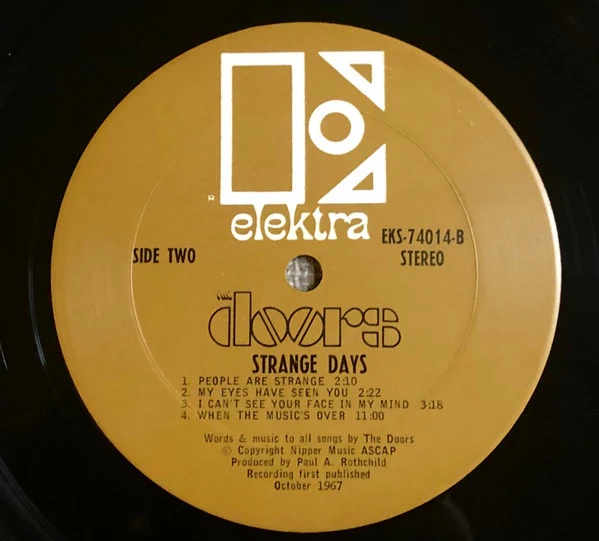 elektra
EKS-74014-B
SIDE TWO
STEREO
THE
doors
STRANGE DAYS
1. PEOPLE ARE STRANGE 2:10
2. MY EYES HAVE SEEN YOU 2:22
3. I CAN'T SEE YOUR FACE IN MY MIND 3:18
4. WHEN THE MUSIC'S OVER 11:00
Words & music to all songs by The Doors
© Copyright Nipper Music ASCAP
Produced by Paul A. Rothchild
Recording first published
October 1967